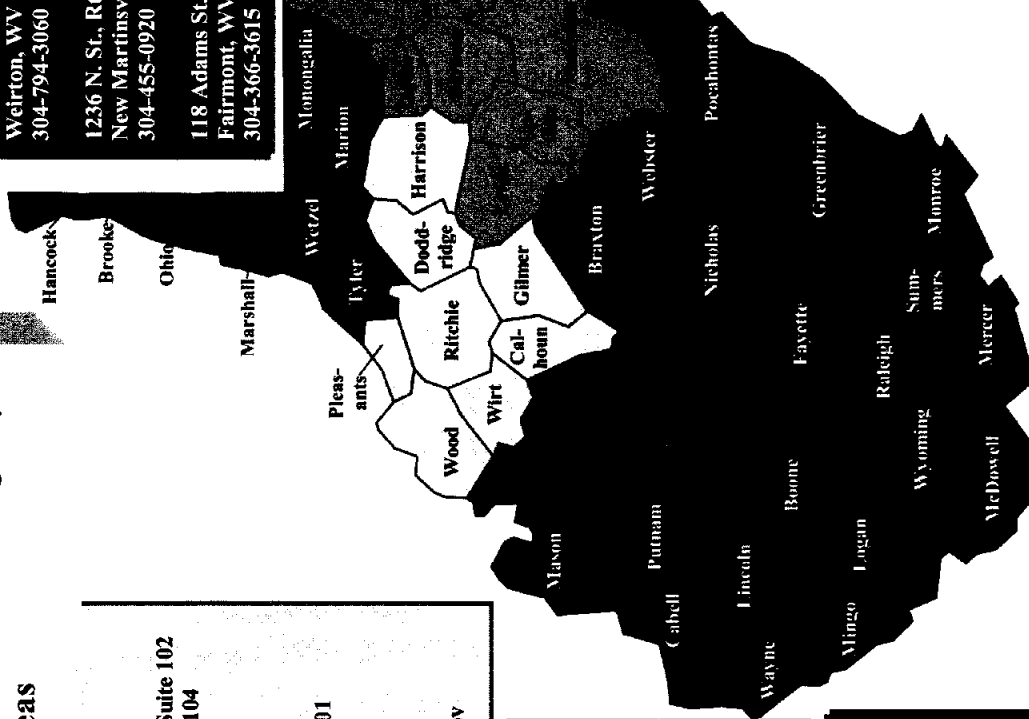 Weirton, WV
304-794-3060
1236 N. St., Rt
New Martinsv
304-455-0920
118 Adams St.
Fairmont, WV
304-366-3615
Hancock
Brooke
Ohio
Marshall
Wetzel
Monongalia
Marion
Tyler
Pleas-
ants
Harrison
Dodd-
ridge
Ritchie
Gilmer
Cal-
houn
Wirt
Wood
Braxton
Webster
Pocahontas
Nicholas
Greenbrier
Fayette
Sum-
mers
Monroe
Raleigh
Mercer
Wyoming
McDowell
Boone
Logan
Mingo
Lincoln
Putnam
Cabell
Wayne
Mason
eas
Suite 102
104
01